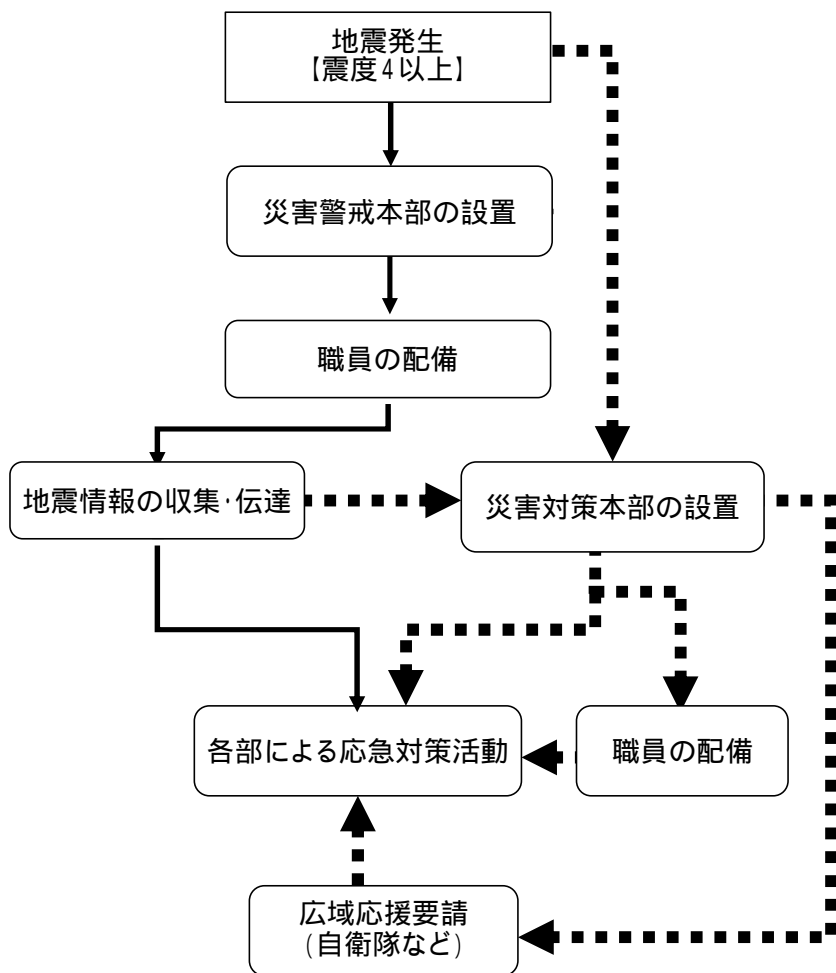 地震発生
【震度4以上】
災害警戒本部の設置
職員の配備
地震情報の収集・伝達
災害対策本部の設置
各部による応急対策活動
職員の配備
広域応援要請
(自衛隊など)